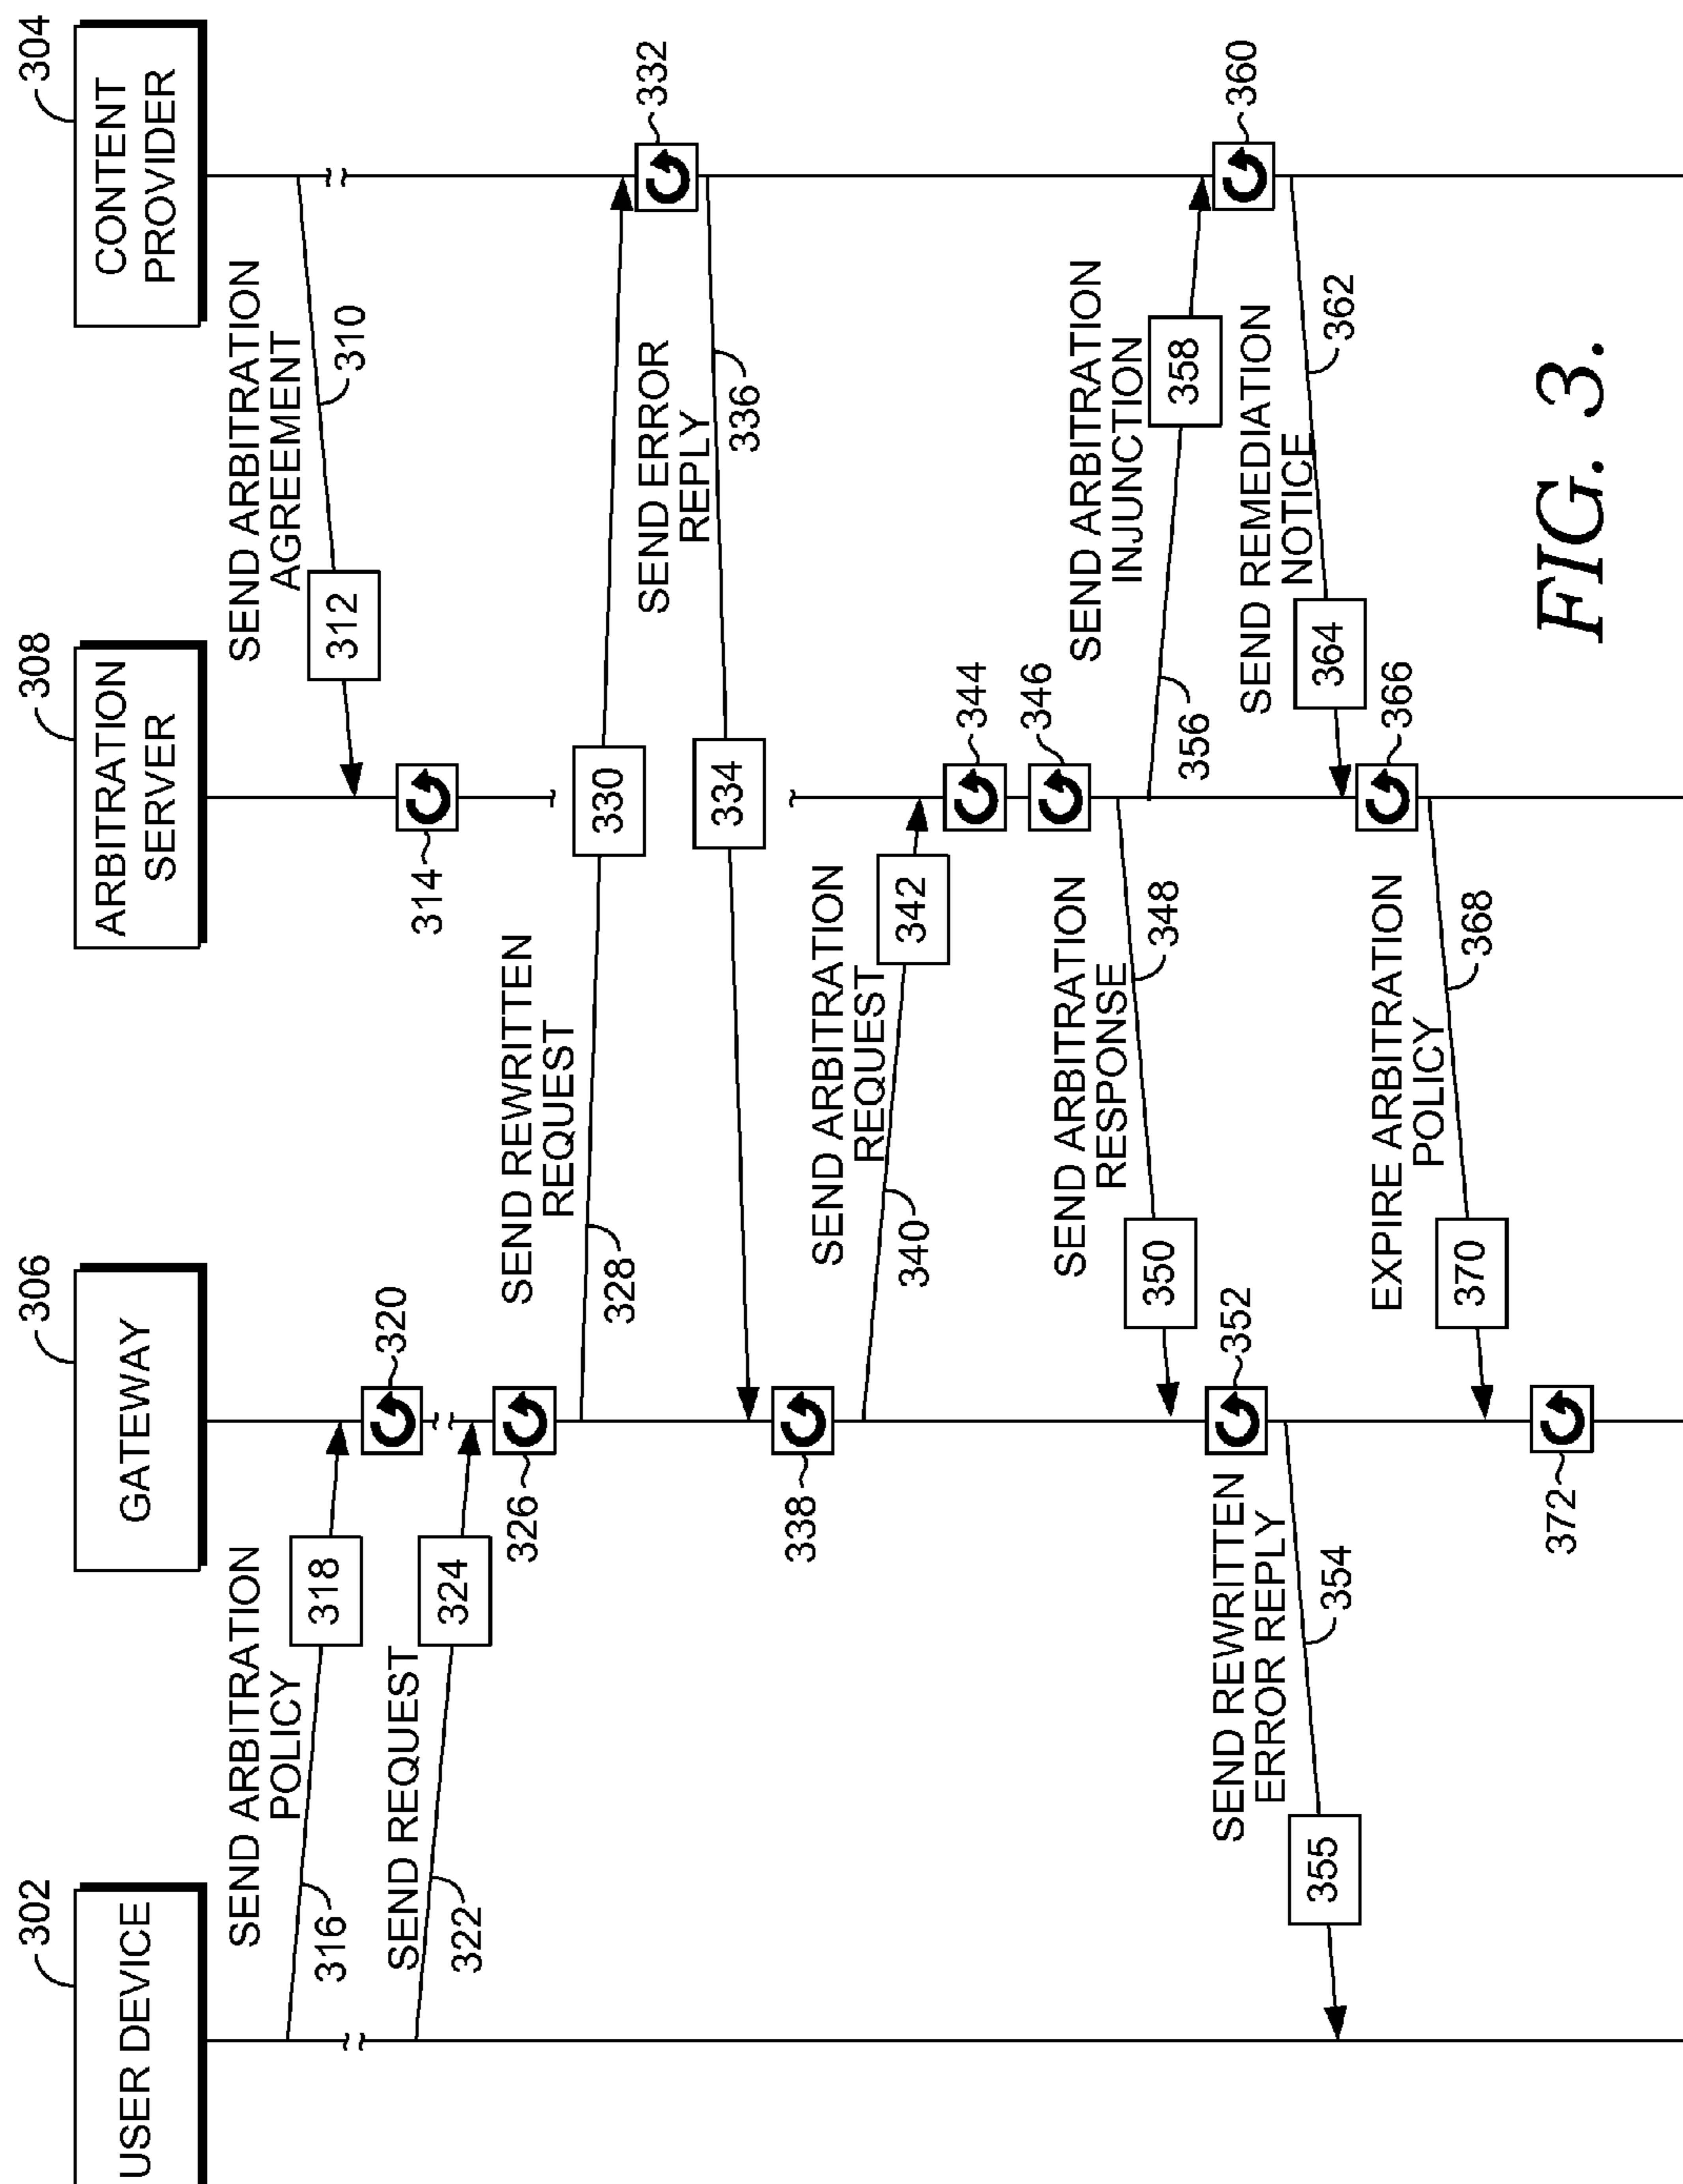 302
USER DEVICE
306
GATEWAY
308
ARBITRATION
SERVER
304
CONTENT
PROVIDER
SEND ARBITRATION
AGREEMENT
310
312
314
SEND ARBITRATION
POLICY
316
318
320
SEND REQUEST
322
324
326
SEND REWRITTEN
REQUEST
328
330
332
SEND ERROR
REPLY
336
334
338
SEND ARBITRATION
REQUEST
340
342
344
346
SEND ARBITRATION
RESPONSE
348
350
352
SEND ARBITRATION
INJUNCTION
356
358
360
SEND REWRITTEN
ERROR REPLY
354
355
SEND REMEDIATION
NOTICE
362
364
366
EXPIRE ARBITRATION
POLICY
368
370
372
FIG. 3.